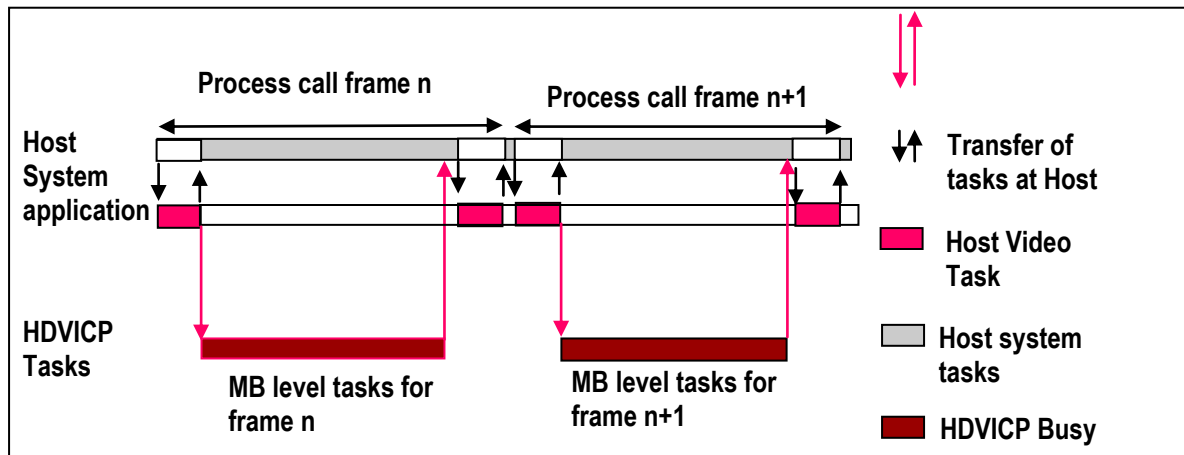 Process call frame n
Process call frame n+1
Host
System
application
Transfer of
tasks at Host
Host Video
Task
HDVICP
Tasks
Host system
tasks
MB level tasks for
frame n
MB level tasks for
frame n+1
HDVICP Busy